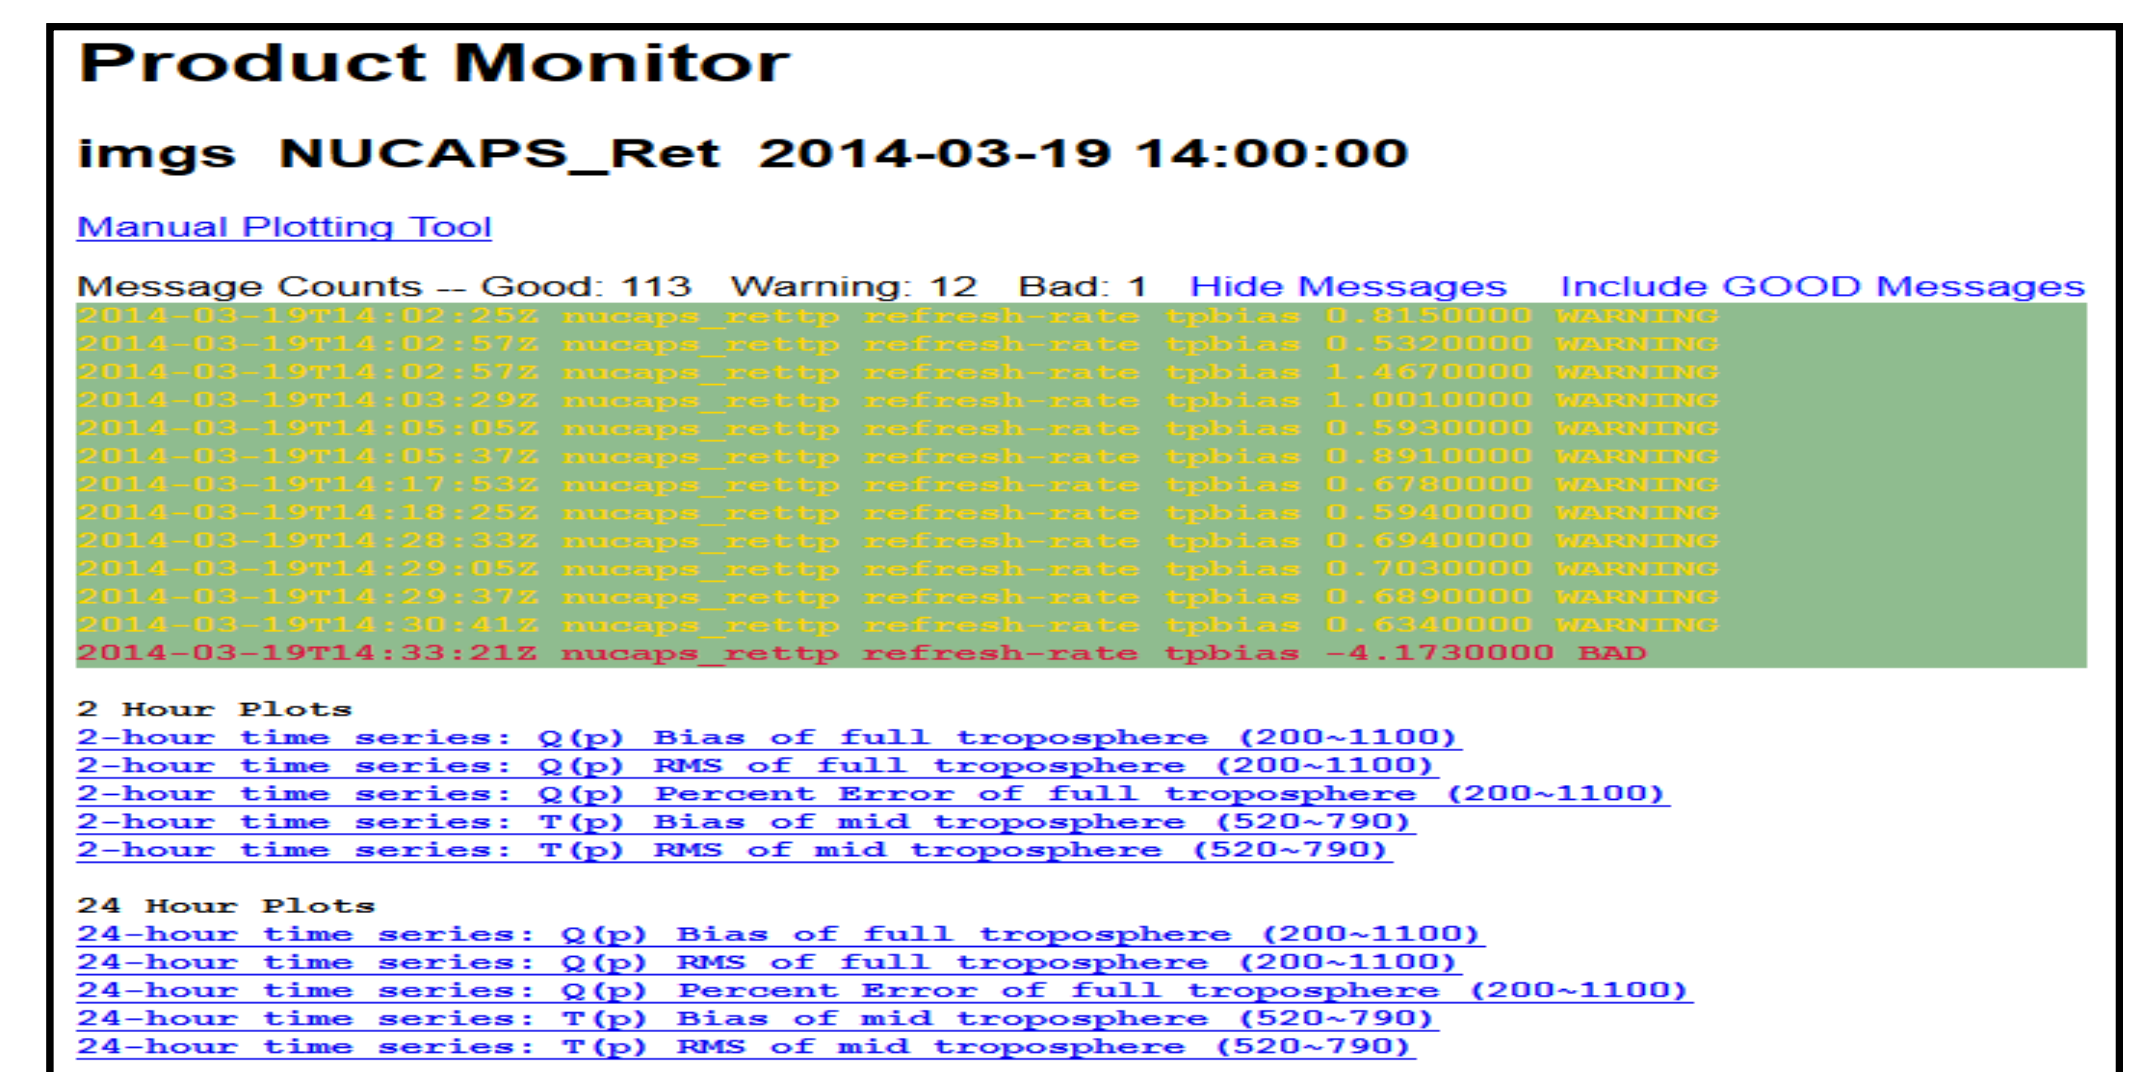 Product Monitor
imgs NUCAPS_Ret 2014-03-19 14:00:00
Manual Plotting Tool
Message Counts -- Good: 113 Warning: 12 Bad: 1 Hide Messages Include GOOD Messages
2014-03-19T14:02:25Z nucaps_rettp refresh-rate tpbias 0.8150000 WARNING
2014-03-19T14:02:57Z nucaps_rettp refresh-rate tpbias 0.5320000 WARNING
2014-03-19T14:02:57Z nucaps_rettp refresh-rate tpbias 1.4670000 WARNING
2014-03-19T14:03:29Z nucaps_rettp refresh-rate tpbias 1.0010000 WARNING
2014-03-19T14:05:05Z nucaps_rettp refresh-rate tpbias 0.5930000 WARNING
2014-03-19T14:05:37Z nucaps_rettp refresh-rate tpbias 0.8910000 WARNING
2014-03-19T14:17:53Z nucaps_rettp refresh-rate tpbias 0.6780000 WARNING
2014-03-19T14:18:25Z nucaps_rettp refresh-rate tpbias 0.5940000 WARNING
2014-03-19T14:28:33Z nucaps_rettp refresh-rate tpbias 0.6940000 WARNING
2014-03-19T14:29:05Z nucaps_rettp refresh-rate tpbias 0.7030000 WARNING
2014-03-19T14:29:37Z nucaps_rettp refresh-rate tpbias 0.6890000 WARNING
2014-03-19T14:30:41Z nucaps_rettp refresh-rate tpbias 0.6340000 WARNING
2014-03-19T14:33:21Z nucaps_rettp refresh-rate tpbias -4.1730000 BAD
2 Hour Plots
2-hour time series: Q(p) Bias of full troposphere (200~1100)
2-hour time series: Q(p) RMS of full troposphere (200~1100)
2-hour time series: Q(p) Percent Error of full troposphere (200~1100)
2-hour time series: T(p) Bias of mid troposphere (520~790)
2-hour time series: T(p) RMS of mid troposphere (520~790)
24 Hour Plots
24-hour time series: Q(p) Bias of full troposphere (200~1100)
24-hour time series: Q(p) RMS of full troposphere (200~1100)
24-hour time series: Q(p) Percent Error of full troposphere (200~1100)
24-hour time series: T(p) Bias of mid troposphere (520~790)
24-hour time series: T(p) RMS of mid troposphere (520~790)